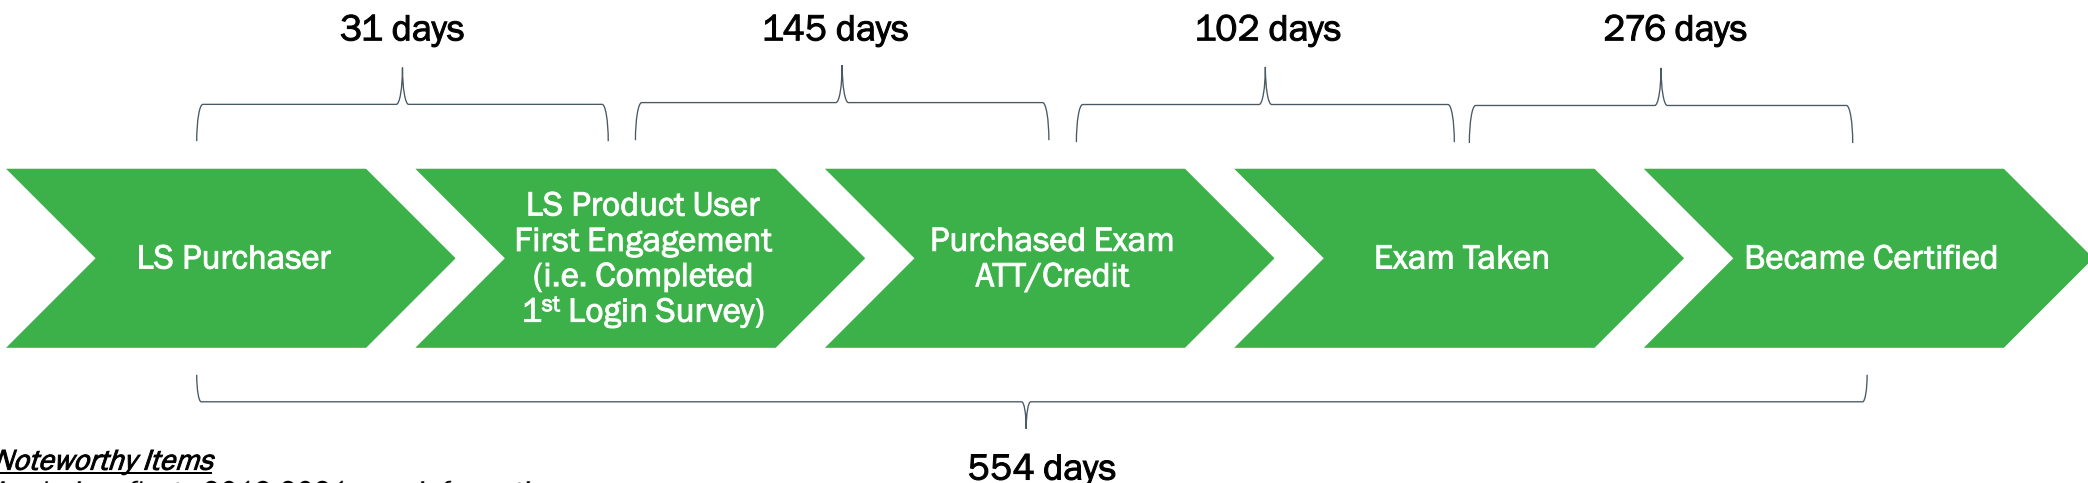 31 days
145 days
102 days
276 days
LS Purchaser
LS Product User
First Engagement
(i.e. Completed
1st Login Survey)
Purchased Exam
ATT/Credit
Exam Taken
Became Certified
554 days
Noteworthy Items